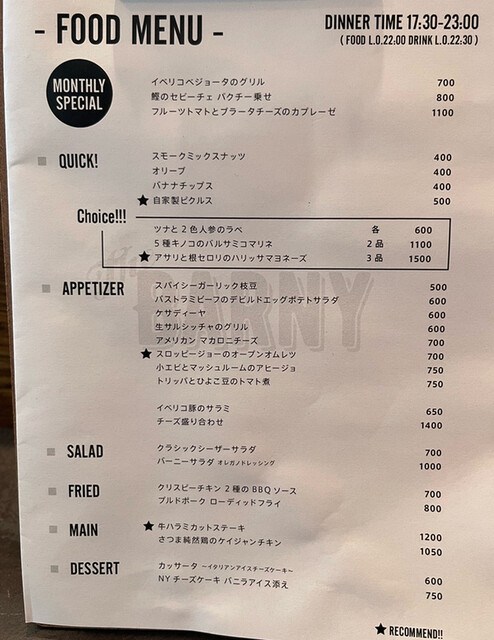 - FOOD MENU -
DINNER TIME 17:30-23:00
( FOOD L.O.22:00 DRINK L.O.22:30 )
MONTHLY
SPECIAL
イベリコベジョータのグリル 700
鰹のセビーチェ パクチー乗せ 800
フルーツトマトとブラータチーズのカプレーゼ 1100
QUICK!
スモークミックスナッツ 400
オリーブ 400
バナナチップス 400
★ 自家製ピクルス 500
Choice!!!
ツナと2色人参のラペ 各 600
5種キノコのバルサミコマリネ 2品 1100
★ アサリと根セロリのハリッサマヨネーズ 3品 1500
APPETIZER
スパイシーガーリック枝豆 500
パストラミビーフのデビルドエッグポテトサラダ 600
ケサディーヤ 600
生サルシッチャのグリル 600
アメリカン マカロニチーズ 700
★ スロッピージョーのオープンオムレツ 700
小エビとマッシュルームのアヒージョ 750
トリッパとひよこ豆のトマト煮 750
イベリコ豚のサラミ 650
チーズ盛り合わせ 1400
SALAD
クラシックシーザーサラダ 700
バーニーサラダ オレガノドレッシング 1000
FRIED
クリスピーチキン 2種のBBQソース 700
プルドポーク ローディッドフライ 800
MAIN
★ 牛ハラミカットステーキ 1200
さつま純然鶏のケイジャンチキン 1050
DESSERT
カッサータ ～イタリアンアイスチーズケーキ～ 600
NYチーズケーキ バニラアイス添え 750
★ RECOMMEND!!
BARNY